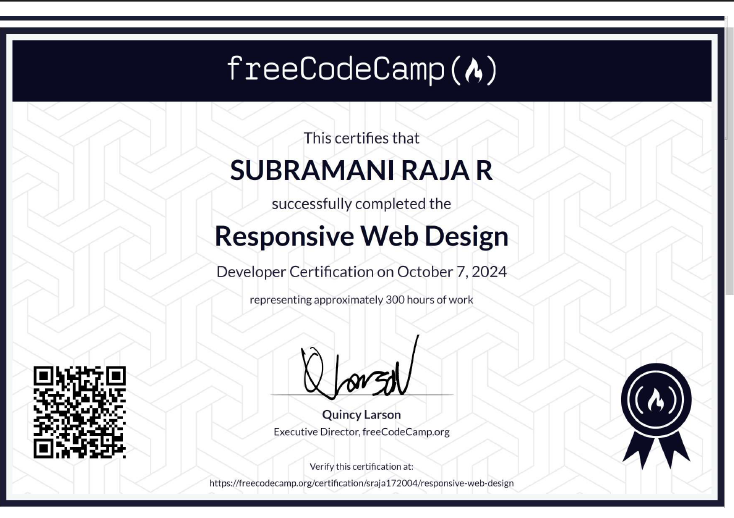 freeCodeCamp(🔥)
This certifies that
SUBRAMANI RAJA R
successfully completed the
Responsive Web Design
Developer Certification on October 7, 2024
representing approximately 300 hours of work
QLarson
Quincy Larson
Executive Director, freeCodeCamp.org
Verify this certification at:
https://freecodecamp.org/certification/sraja172004/responsive-web-design